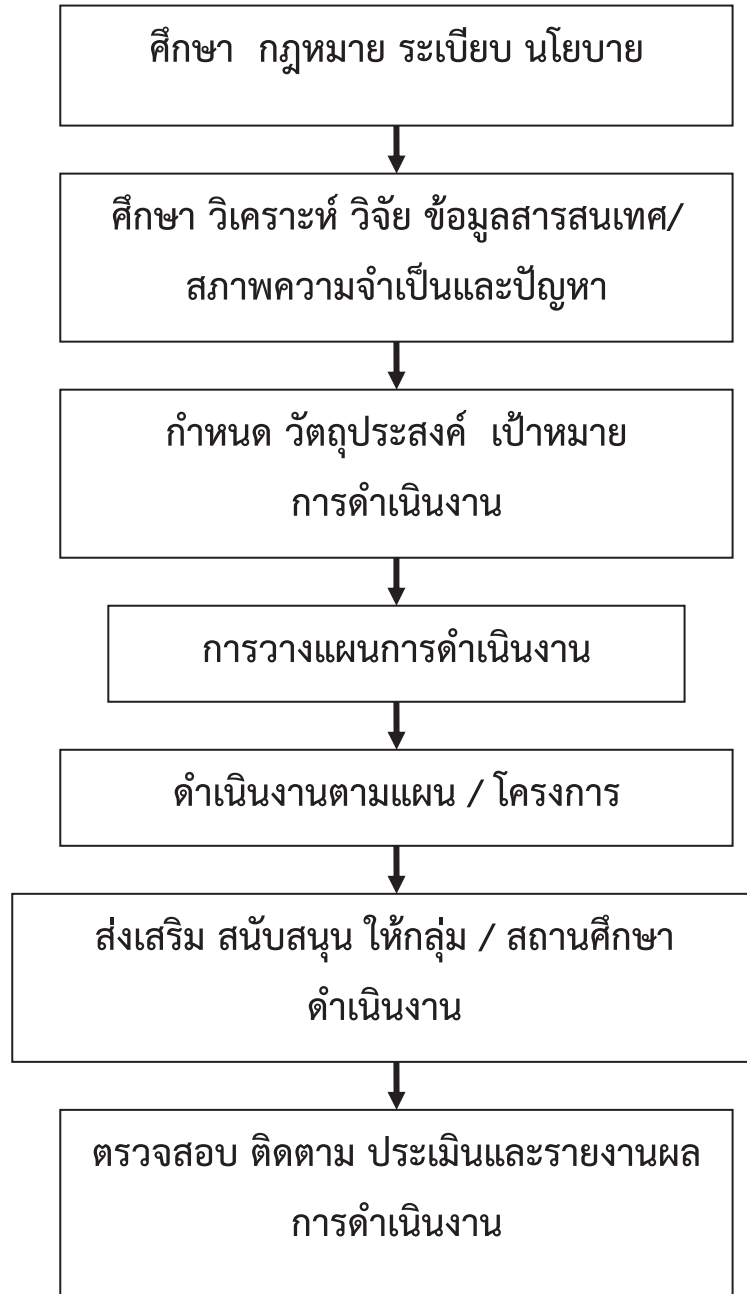 ศึกษา  กฎหมาย ระเบียบ นโยบาย
ศึกษา วิเคราะห์ วิจัย ข้อมูลสารสนเทศ/
สภาพความจำเป็นและปัญหา
กำหนด วัตถุประสงค์  เป้าหมาย
การดำเนินงาน
การวางแผนการดำเนินงาน
ดำเนินงานตามแผน / โครงการ
ส่งเสริม สนับสนุน ให้กลุ่ม / สถานศึกษา
ดำเนินงาน
ตรวจสอบ ติดตาม ประเมินและรายงานผล
การดำเนินงาน